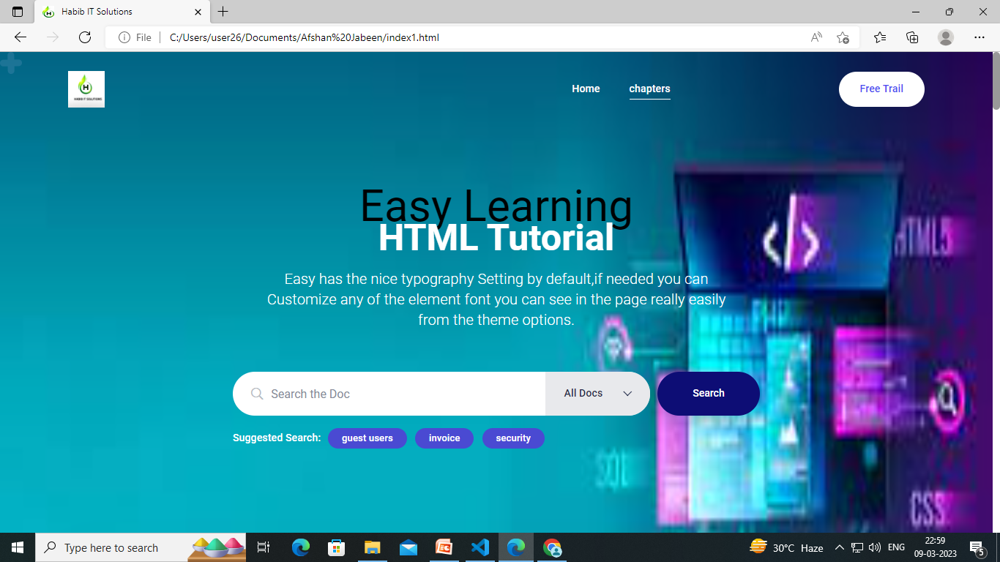 Habib IT Solutions
File
C:/Users/user26/Documents/Afshan%20Jabeen/index1.html
H
HABIB IT SOLUTIONS
Home
chapters
Free Trail
Easy Learning
HTML Tutorial
Easy has the nice typography Setting by default,if needed you can
Customize any of the element font you can see in the page really easily
from the theme options.
</>
HTML5
PHP
SQL
CSS
Search the Doc
All Docs
Search
Suggested Search:
guest users
invoice
security
Type here to search
30°C Haze
ENG
22:59
09-03-2023
5